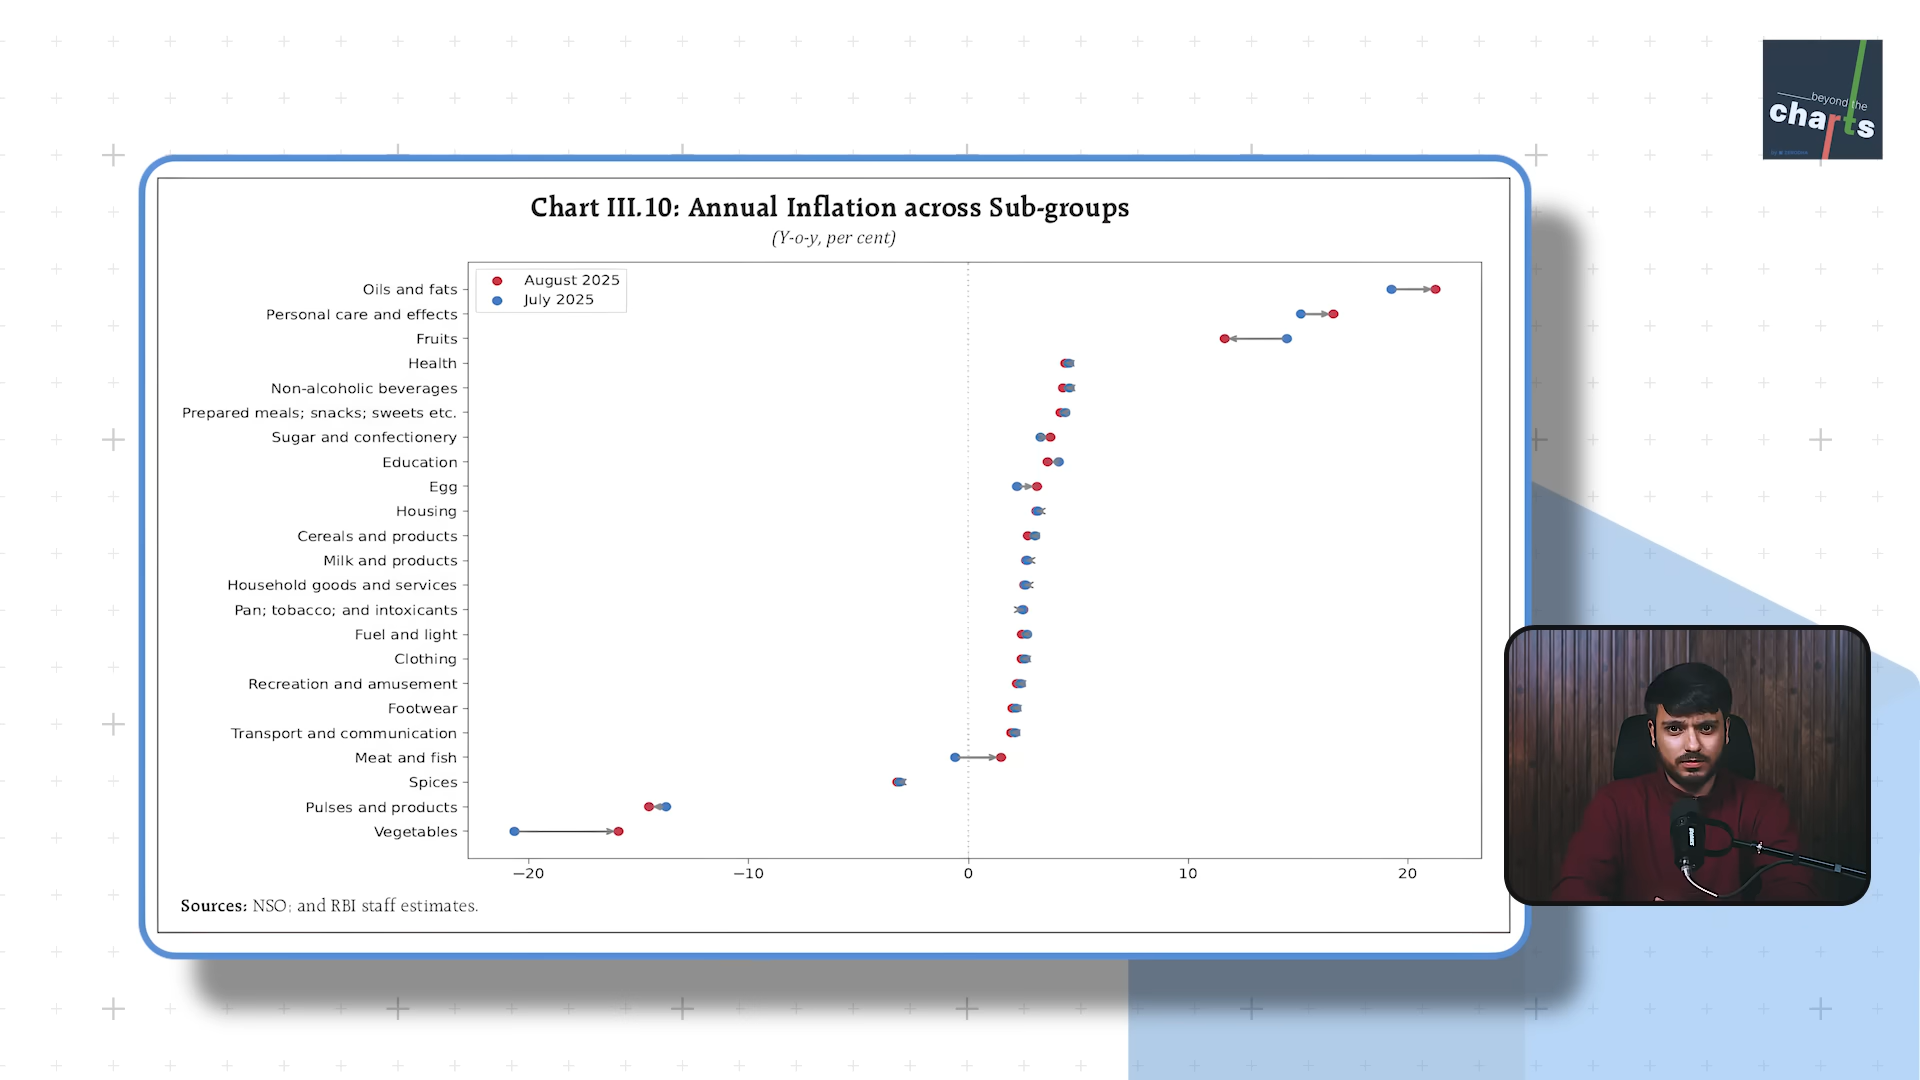 beyond the
charts
Chart III.10: Annual Inflation across Sub-groups
(Y-o-y, per cent)
August 2025
July 2025
Oils and fats
Personal care and effects
Fruits
Health
Non-alcoholic beverages
Prepared meals; snacks; sweets etc.
Sugar and confectionery
Education
Egg
Housing
Cereals and products
Milk and products
Household goods and services
Pan; tobacco; and intoxicants
Fuel and light
Clothing
Recreation and amusement
Footwear
Transport and communication
Meat and fish
Spices
Pulses and products
Vegetables
−20 −10 0 10 20
Sources: NSO; and RBI staff estimates.